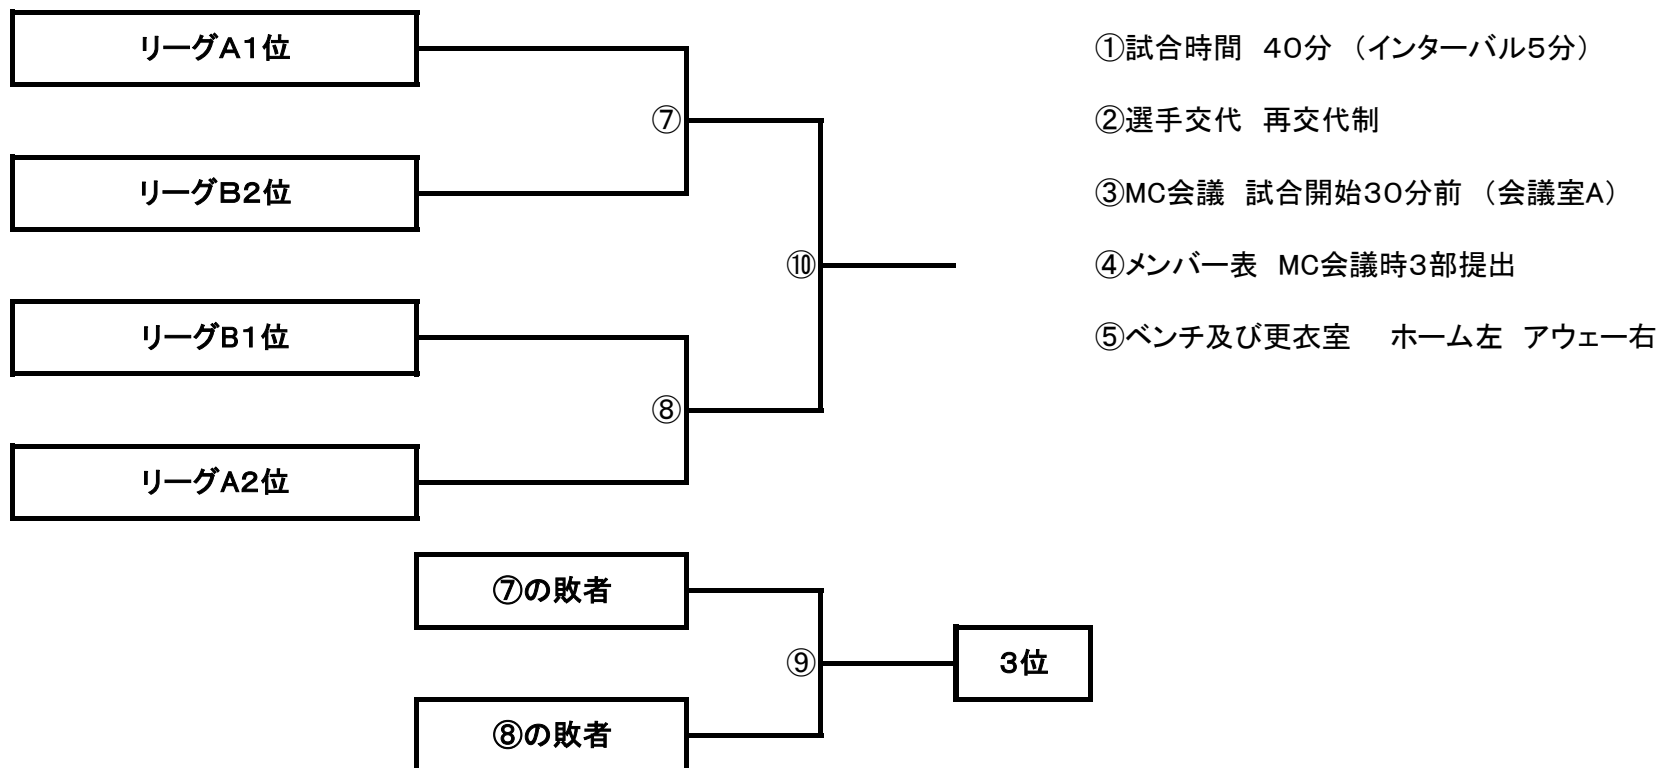 リーグA１位
①試合時間　４０分　（インターバル５分）
⑦
②選手交代　再交代制
リーグB２位
③MC会議　試合開始３０分前　（会議室A）
⑩
④メンバー表　MC会議時３部提出
リーグB１位
⑤ベンチ及び更衣室　　ホーム左　アウェー右
⑧
リーグA２位
⑦の敗者
⑨
３位
⑧の敗者